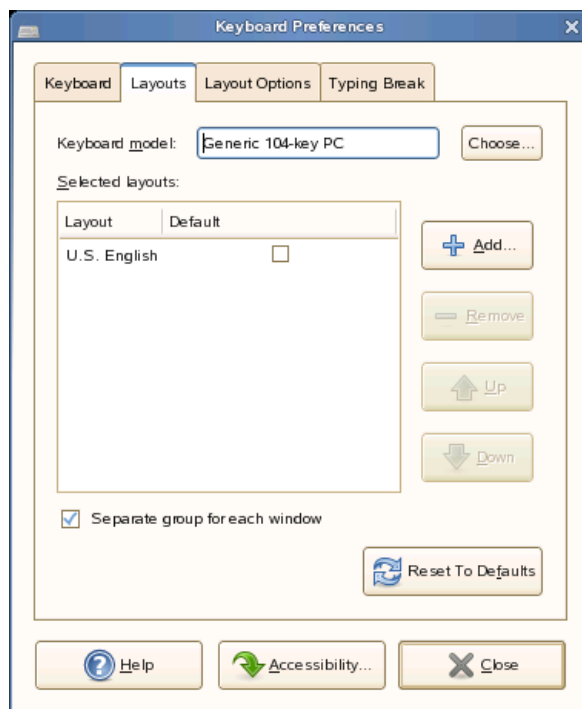 Keyboard Preferences
Keyboard Layouts Layout Options Typing Break
Keyboard model: Generic 104-key PC Choose...
Selected layouts:
Layout Default
U.S. English
Add...
Remove
Up
Down
Separate group for each window
Reset To Defaults
Help Accessibility... Close